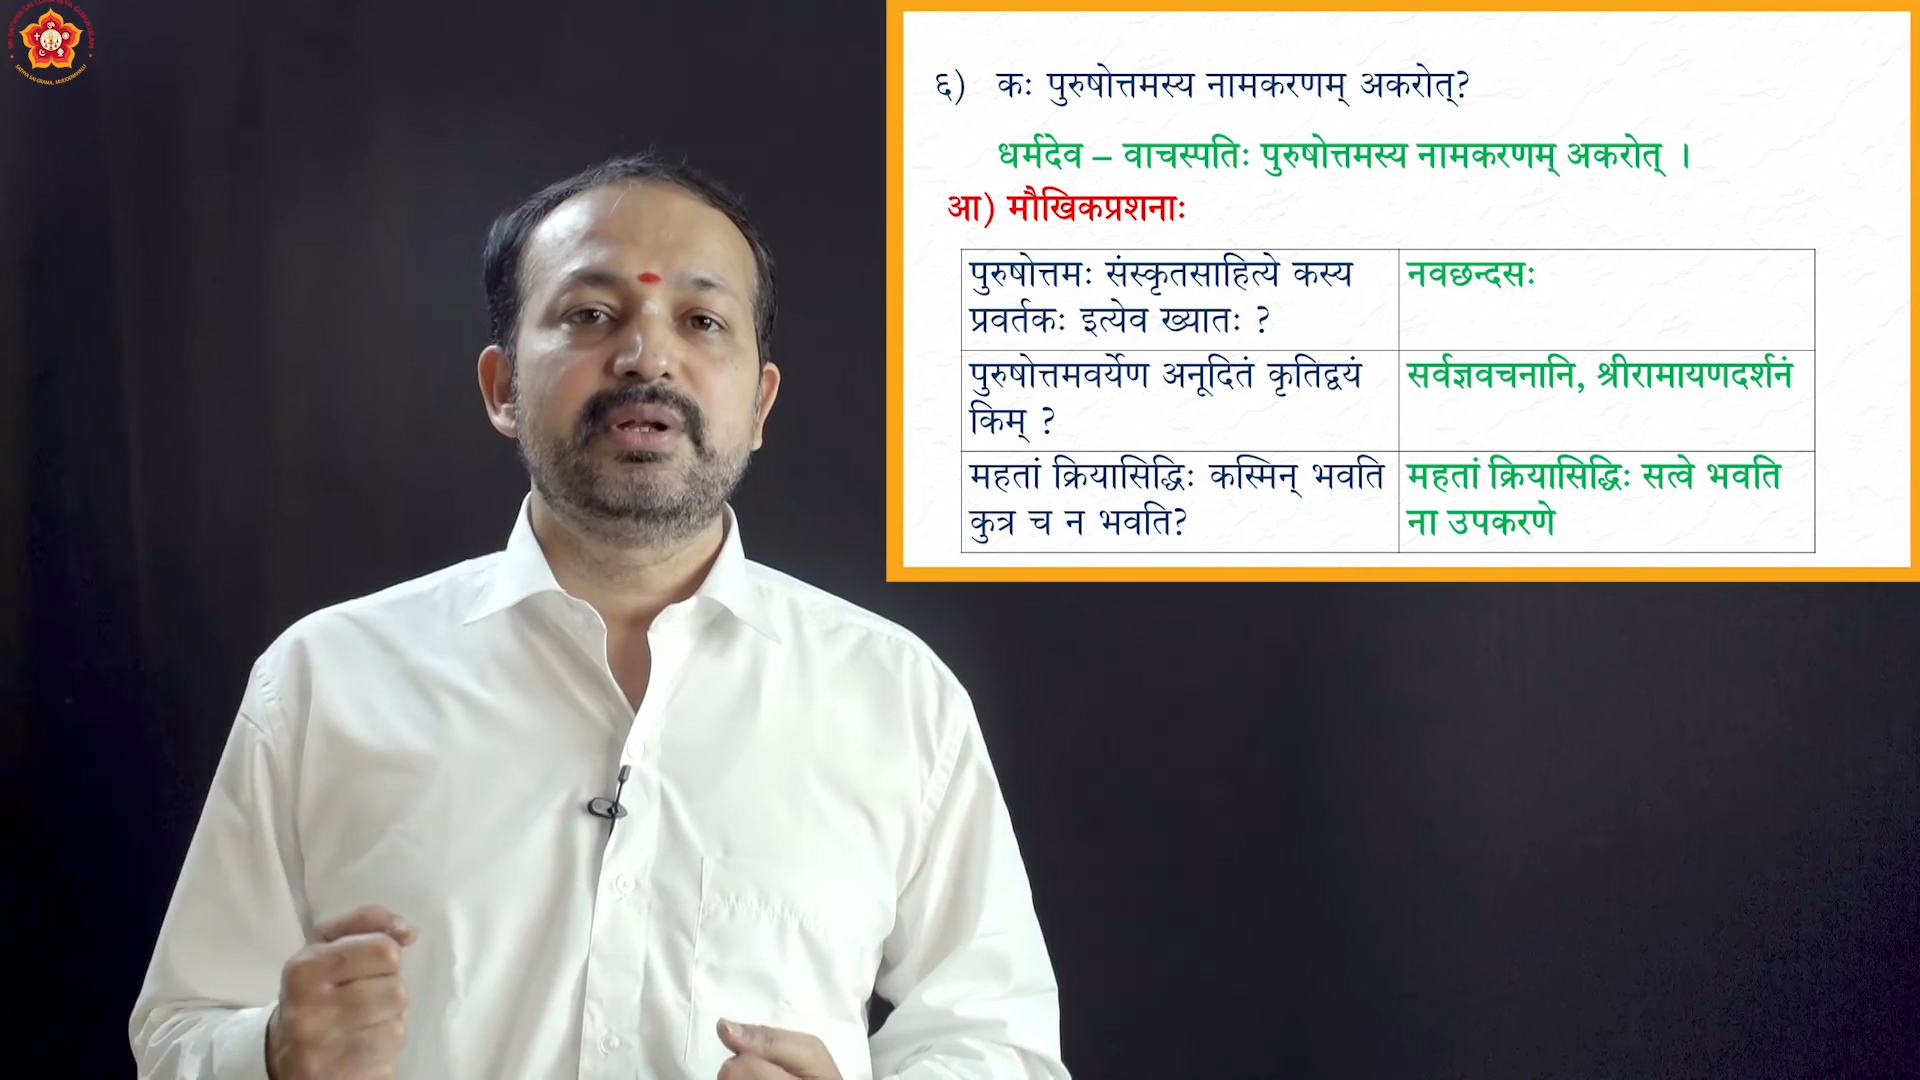 ६) कः पुरुषोत्तमस्य नामकरणम् अकरोत्?
धर्मदेव – वाचस्पतिः पुरुषोत्तमस्य नामकरणम् अकरोत् ।
आ) मौखिकप्रशनाः
पुरुषोत्तमः संस्कृतसाहित्ये कस्य
प्रवर्तकः इत्येव ख्यातः ?
नवछन्दसः
पुरुषोत्तमवर्येण अनूदितं कृतिद्वयं
किम् ?
सर्वज्ञवचनानि, श्रीरामायणदर्शनं
महतां क्रियासिद्धिः कस्मिन् भवति
कुत्र च न भवति?
महतां क्रियासिद्धिः सत्वे भवति
ना उपकरणे